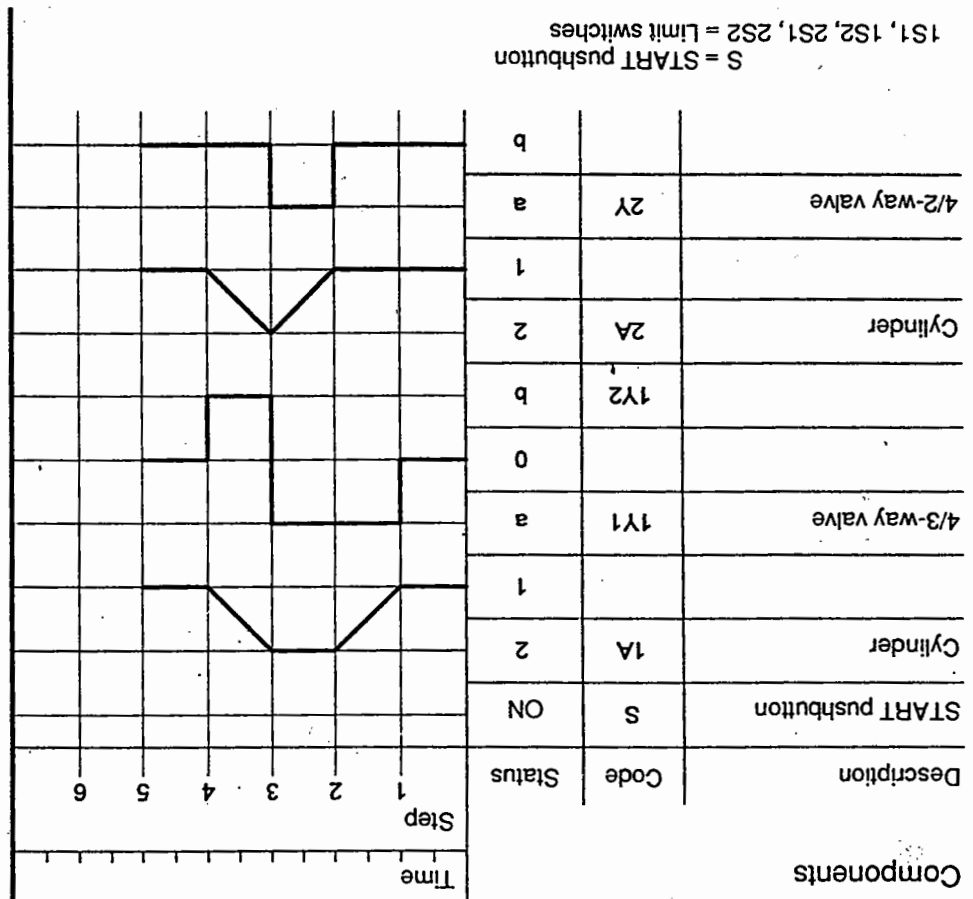 Components
Time
Step
Description Code Status 1 2 3 4 5 6
START pushbutton S ON
Cylinder 1A 2
1
4/3-way valve 1Y1 a
0
1Y2 b
Cylinder 2A 2
1
4/2-way valve 2Y a
b
S = START pushbutton
1S1, 1S2, 2S1, 2S2 = Limit switches